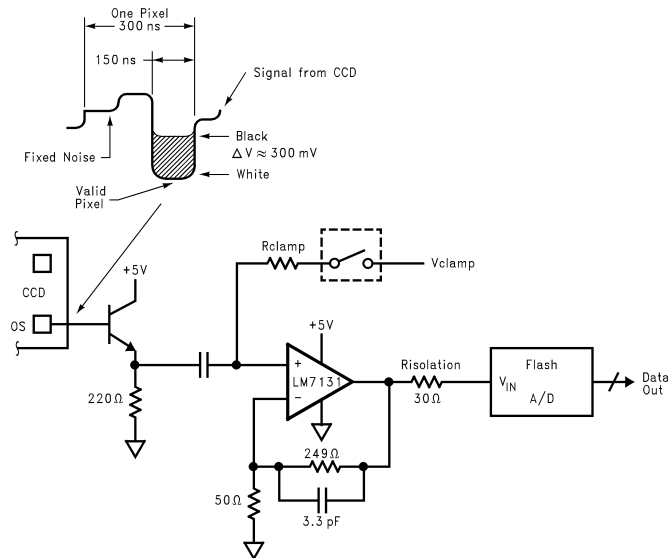 One Pixel
300 ns
150 ns
Signal from CCD
Fixed Noise
Black
Δ V ≈ 300 mV
White
Valid
Pixel
CCD
OS
+5V
Rclamp
Vclamp
+5V
+
LM7131
−
220Ω
Risolation
30Ω
Flash
VIN
A/D
Data
Out
249Ω
50Ω
3.3 pF